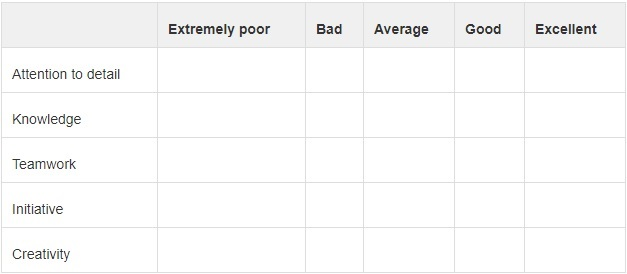 Extremely poor Bad Average Good Excellent
Attention to detail
Knowledge
Teamwork
Initiative
Creativity